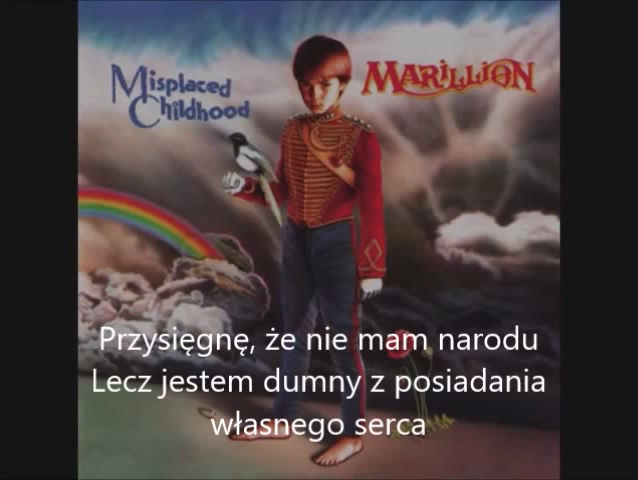 Misplaced
Childhood
MARILLION
Przysięgnę, że nie mam narodu
Lecz jestem dumny z posiadania
własnego serca